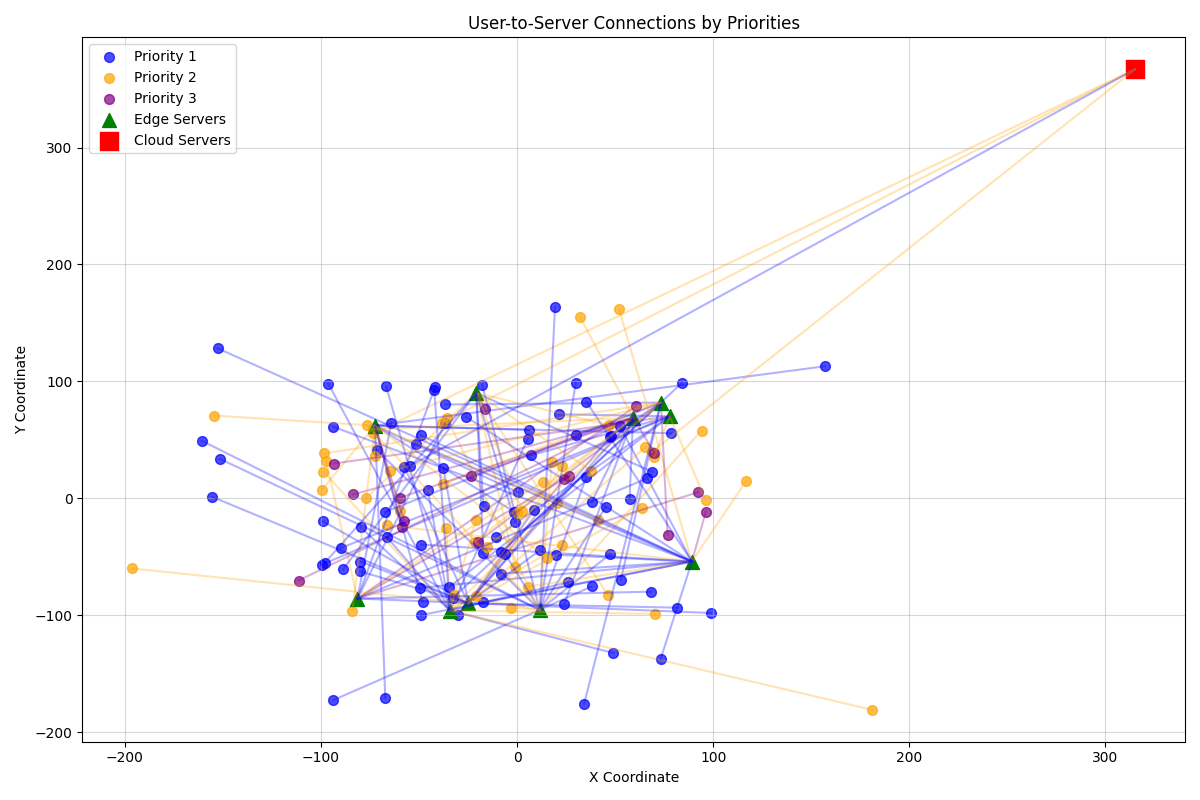 User-to-Server Connections by Priorities
Priority 1
Priority 2
Priority 3
Edge Servers
Cloud Servers
Y Coordinate
300
200
100
0
−100
−200
−200
−100
0
100
200
300
X Coordinate